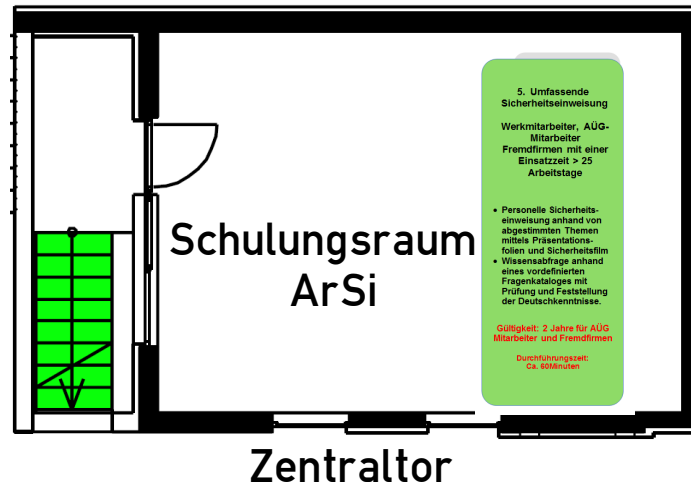 5. Umfassende
Sicherheitseinweisung
Werkmitarbeiter, AÜG-
Mitarbeiter
Fremdfirmen mit einer
Einsatzzeit > 25
Arbeitstage
• Personelle Sicherheits-
einweisung anhand von
abgestimmten Themen
mittels Präsentations-
folien und Sicherheitsfilm
• Wissensabfrage anhand
eines vordefinierten
Fragenkataloges mit
Prüfung und Feststellung
der Deutschkenntnisse.
Gültigkeit: 2 Jahre für AÜG
Mitarbeiter und Fremdfirmen
Durchführungszeit:
Ca. 60Minuten
Schulungsraum
ArSi
Zentraltor